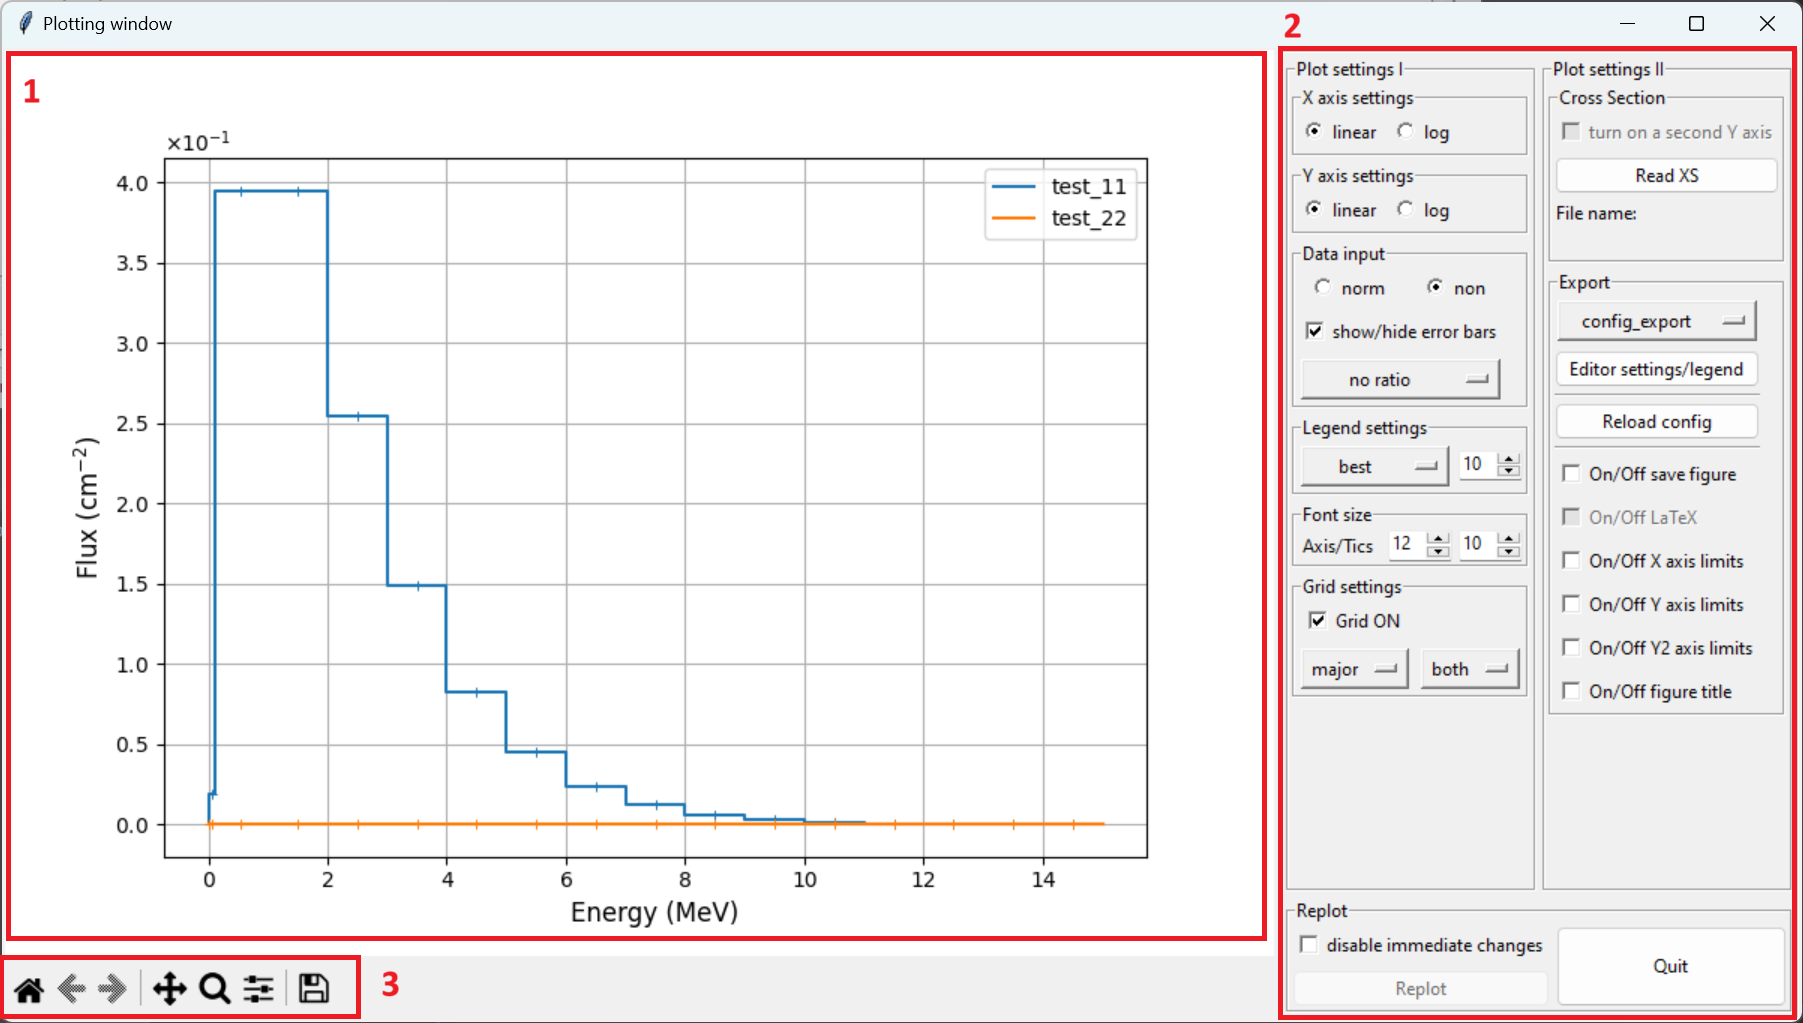 Plotting window
1
×10⁻¹
4.0
3.5
3.0
2.5
2.0
1.5
1.0
0.5
0.0
Flux (cm⁻²)
0 2 4 6 8 10 12 14
Energy (MeV)
test_11
test_22
2
Plot settings I
X axis settings
linear log
Y axis settings
linear log
Data input
norm non
show/hide error bars
no ratio
Legend settings
best 10
Font size
Axis/Tics 12 10
Grid settings
Grid ON
major both
Plot settings II
Cross Section
turn on a second Y axis
Read XS
File name:
Export
config_export
Editor settings/legend
Reload config
On/Off save figure
On/Off LaTeX
On/Off X axis limits
On/Off Y axis limits
On/Off Y2 axis limits
On/Off figure title
Replot
disable immediate changes
Replot
Quit
3